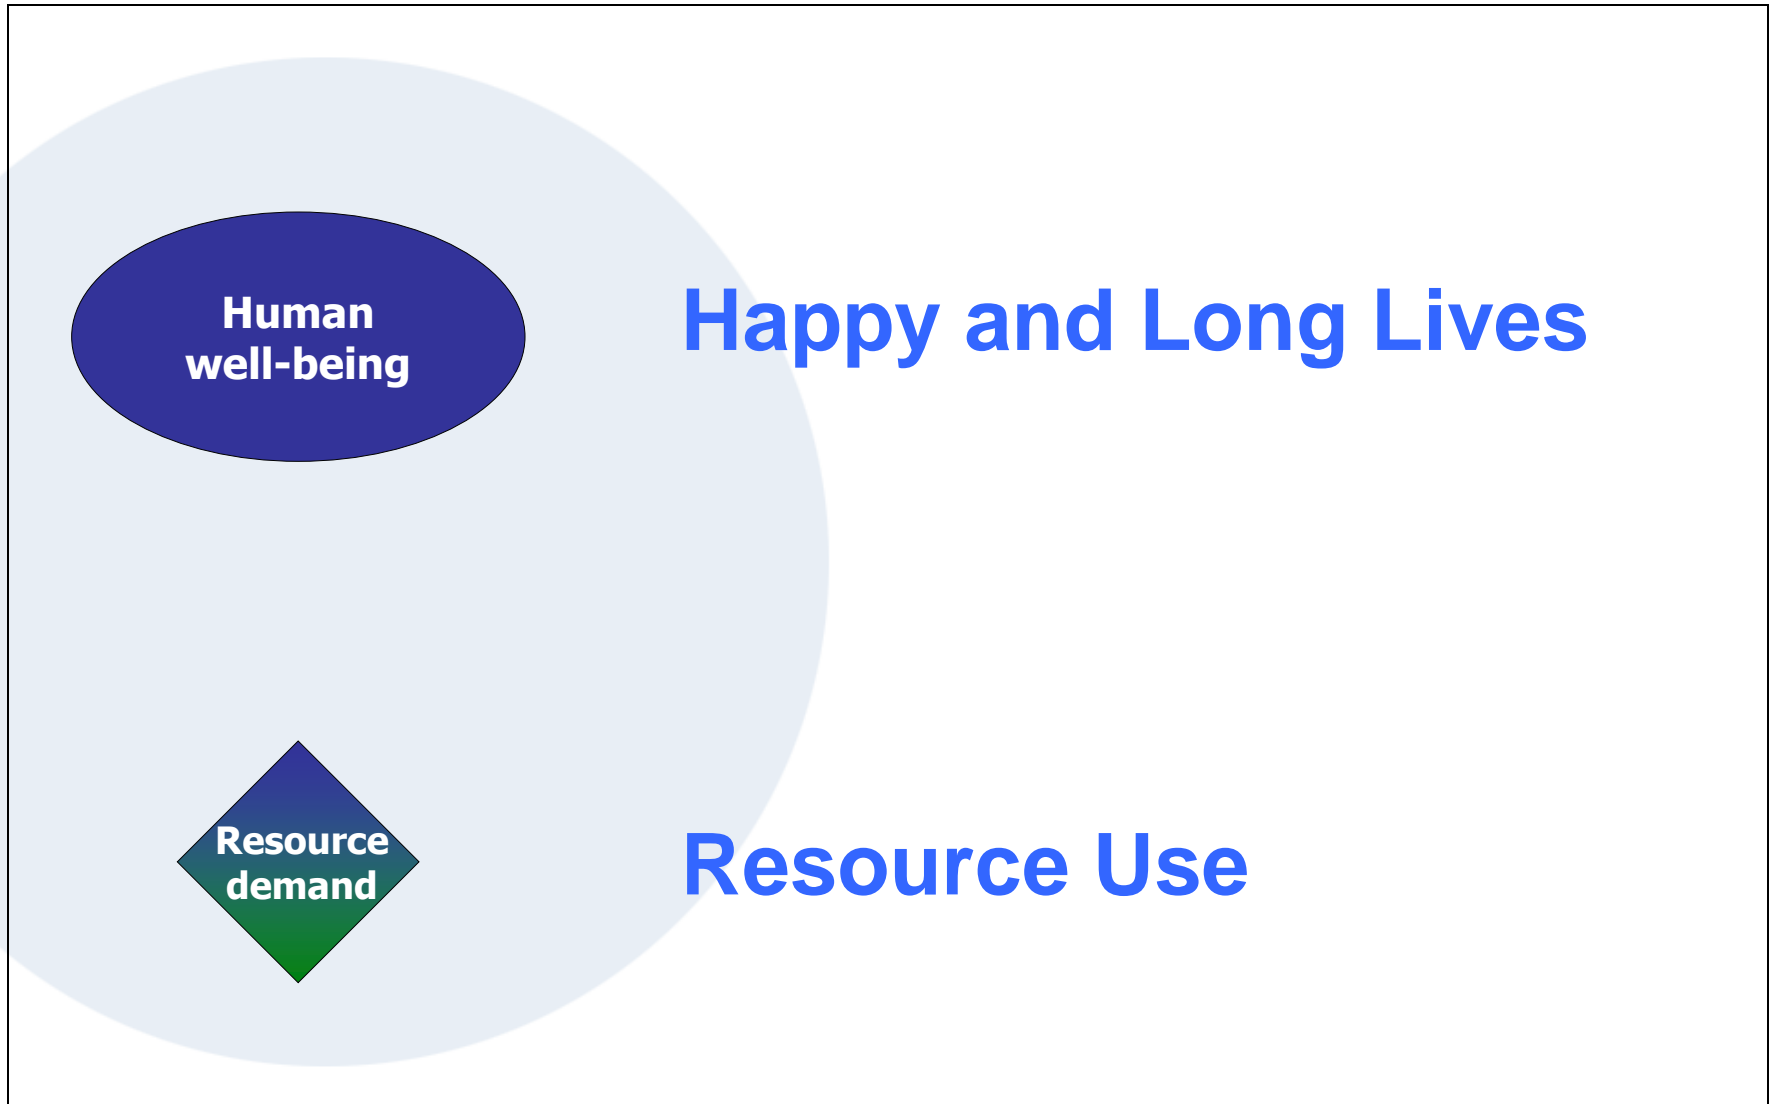 Human
well-being
Happy and Long Lives
Resource
demand
Resource Use